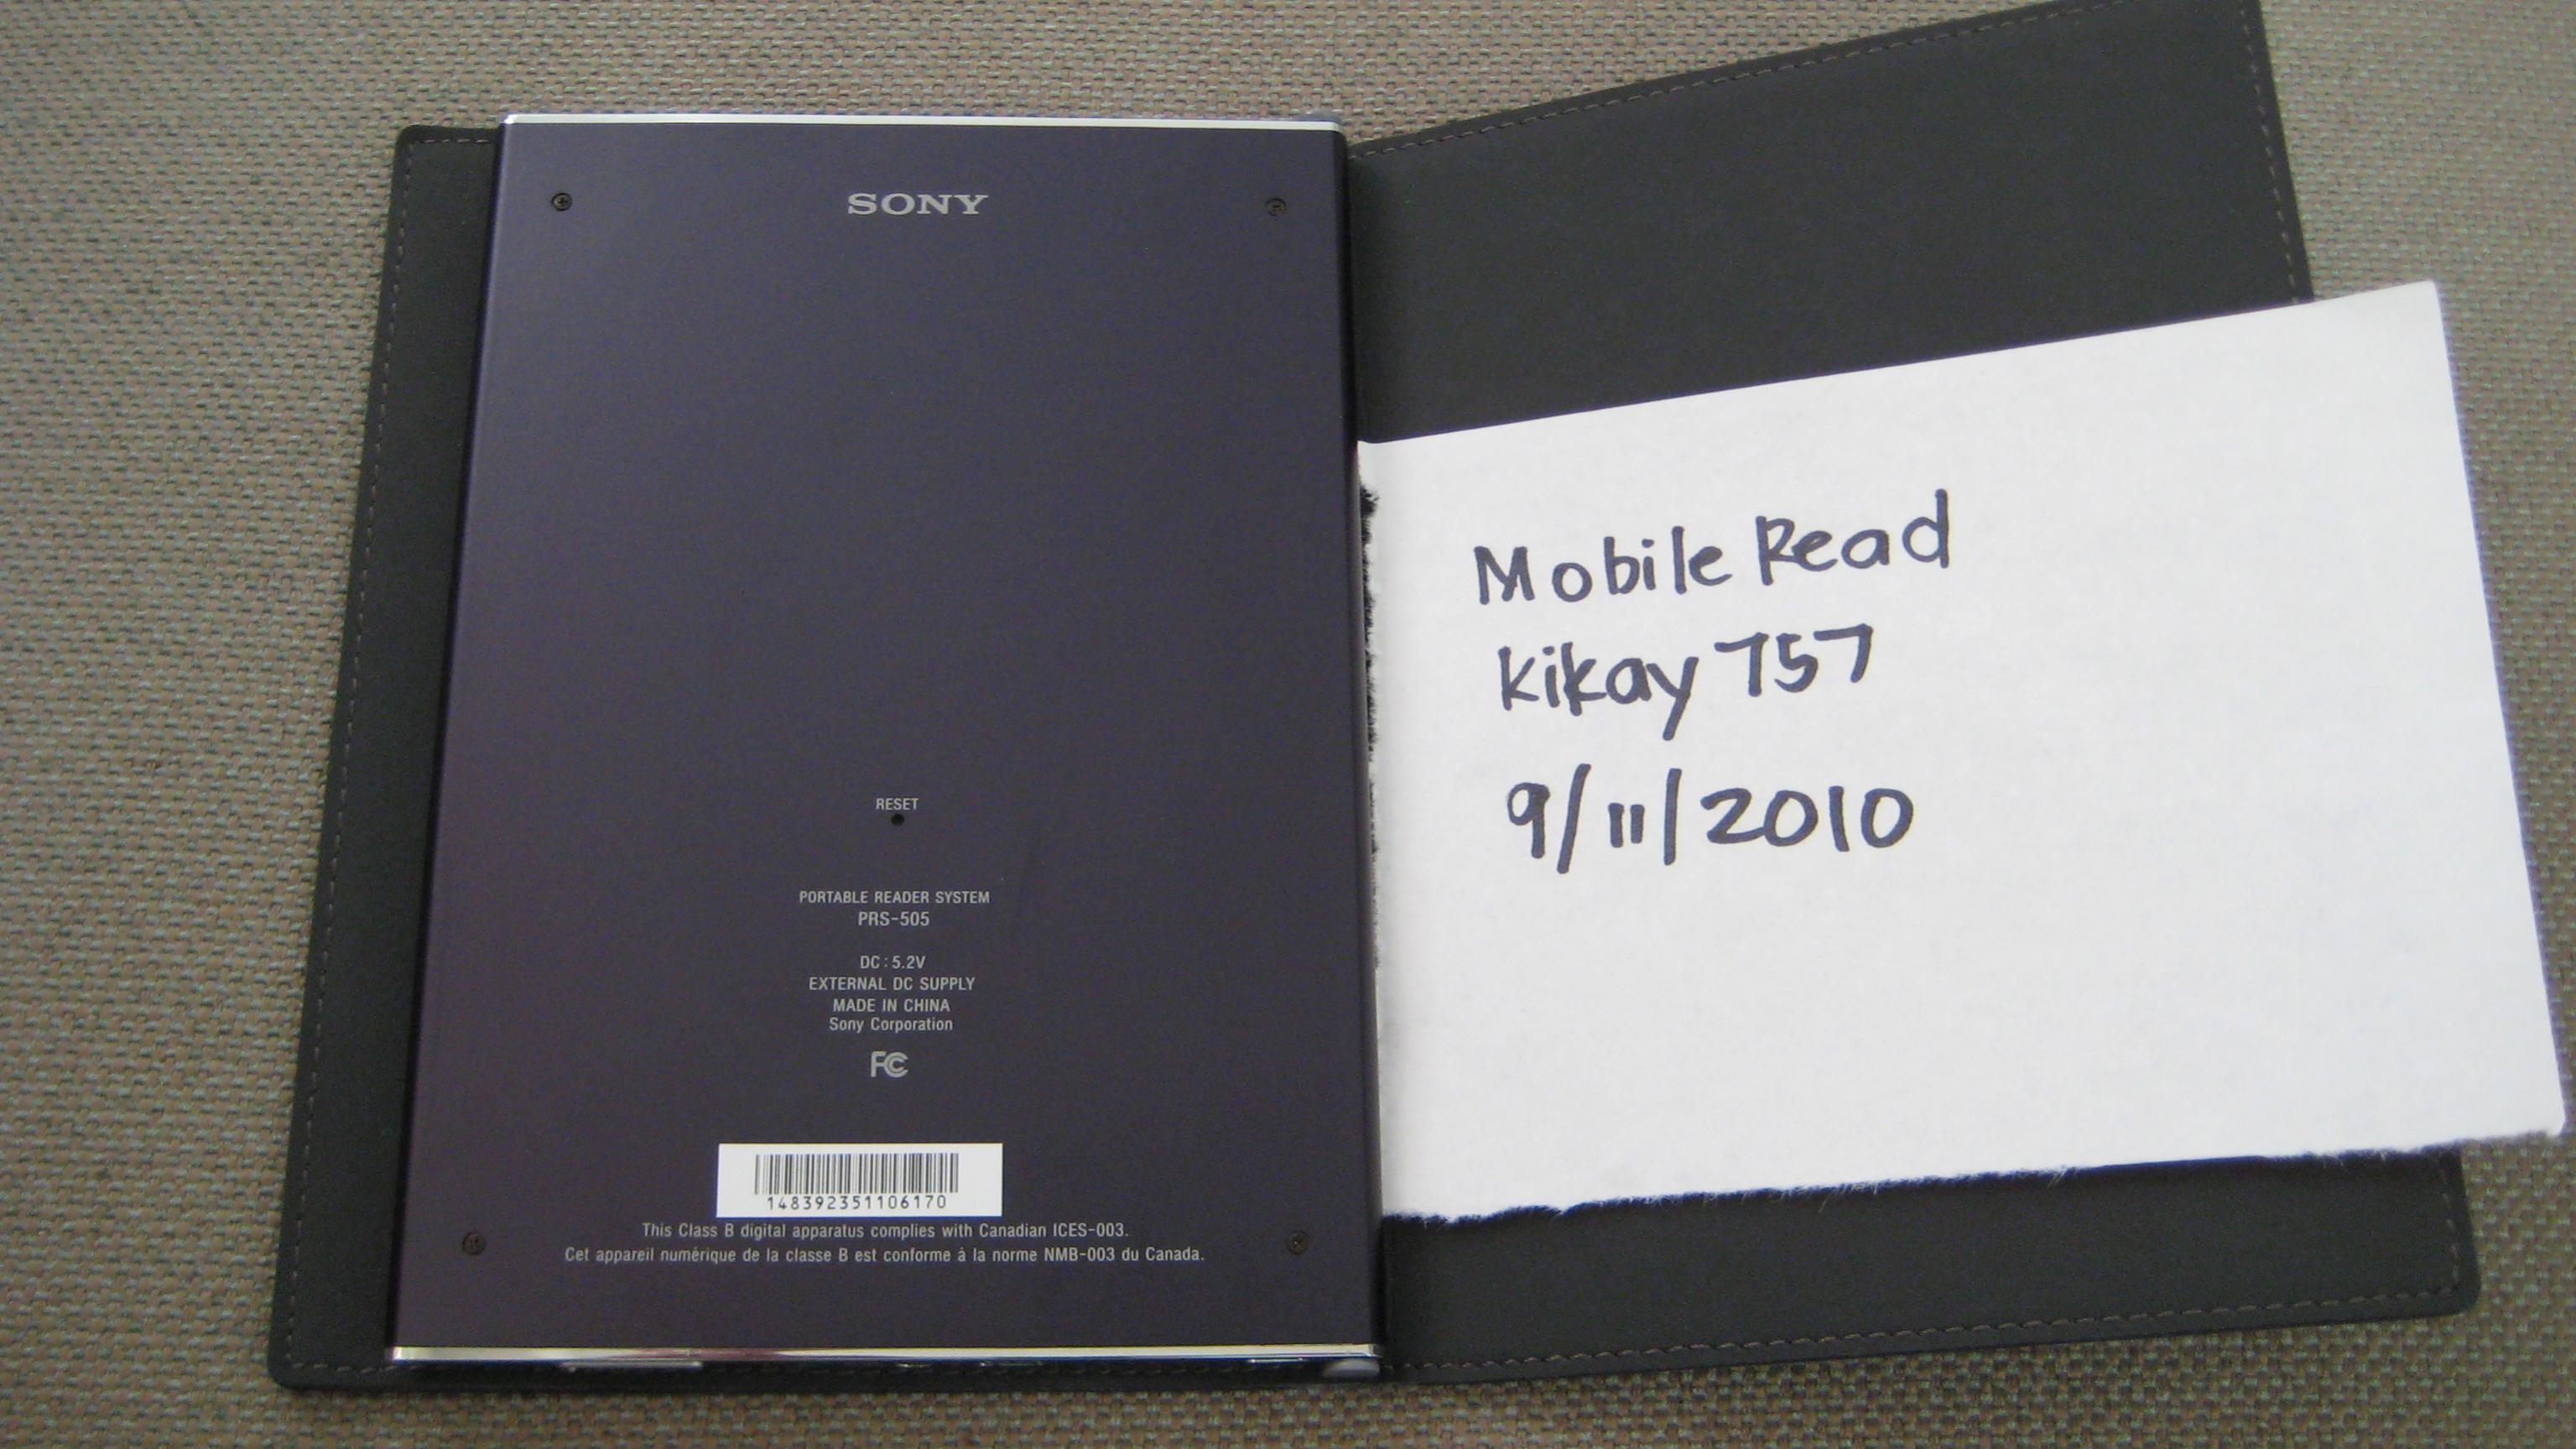 SONY
RESET
PORTABLE READER SYSTEM
PRS-505
DC : 5.2V
EXTERNAL DC SUPPLY
MADE IN CHINA
Sony Corporation
FC
148392351106170
This Class B digital apparatus complies with Canadian ICES-003.
Cet appareil numérique de la classe B est conforme à la norme NMB-003 du Canada.
Mobile Read
kikay 757
9/11/2010